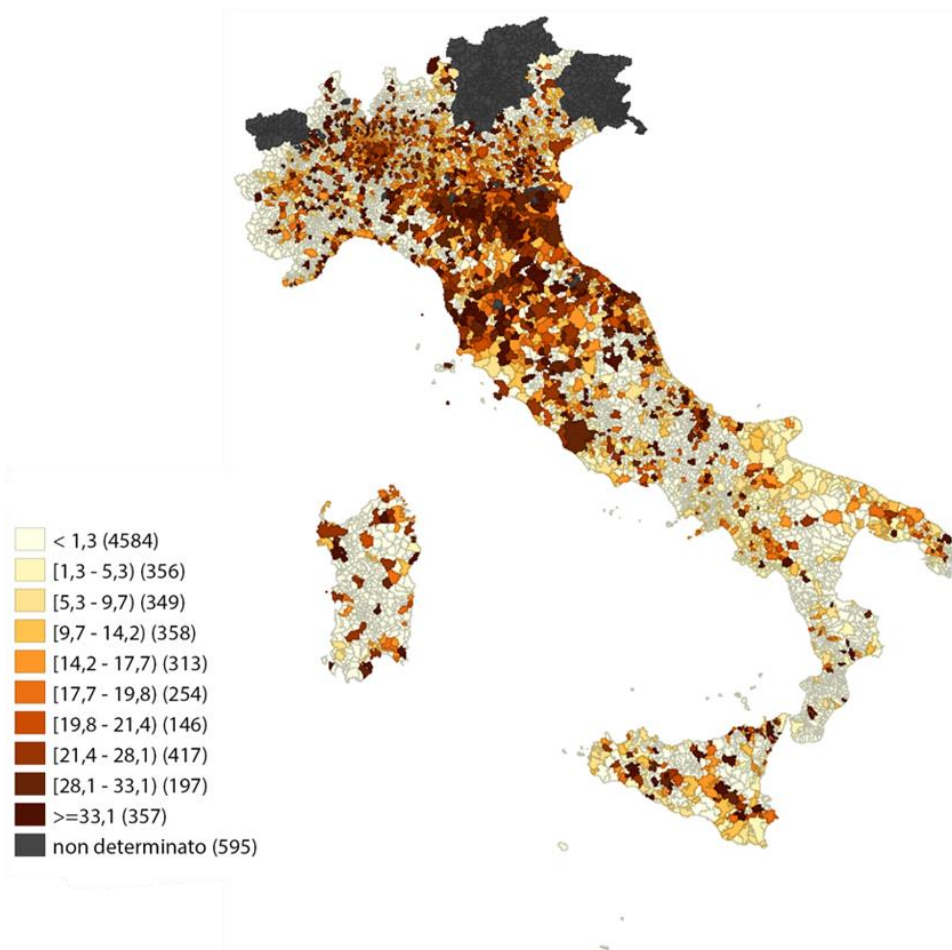 < 1,3 (4584)
[1,3 - 5,3) (356)
[5,3 - 9,7) (349)
[9,7 - 14,2) (358)
[14,2 - 17,7) (313)
[17,7 - 19,8) (254)
[19,8 - 21,4) (146)
[21,4 - 28,1) (417)
[28,1 - 33,1) (197)
>=33,1 (357)
non determinato (595)